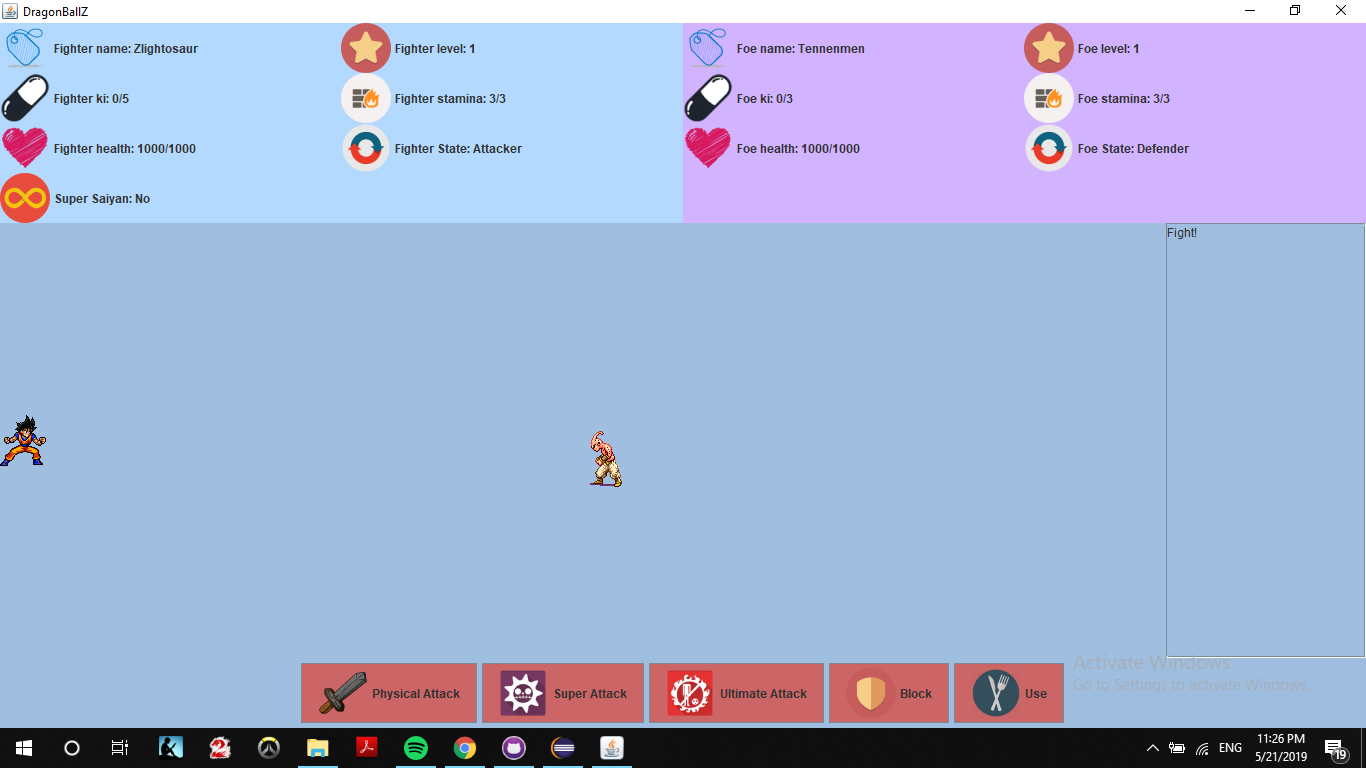 DragonBallZ
Fighter name: Zlightosaur
Fighter level: 1
Foe name: Tennenmen
Foe level: 1
Fighter ki: 0/5
Fighter stamina: 3/3
Foe ki: 0/3
Foe stamina: 3/3
Fighter health: 1000/1000
Fighter State: Attacker
Foe health: 1000/1000
Foe State: Defender
Super Saiyan: No
Fight!
Physical Attack
Super Attack
Ultimate Attack
Block
Use
Activate Windows
Go to Settings to activate Windows.
ENG
11:26 PM
5/21/2019
19